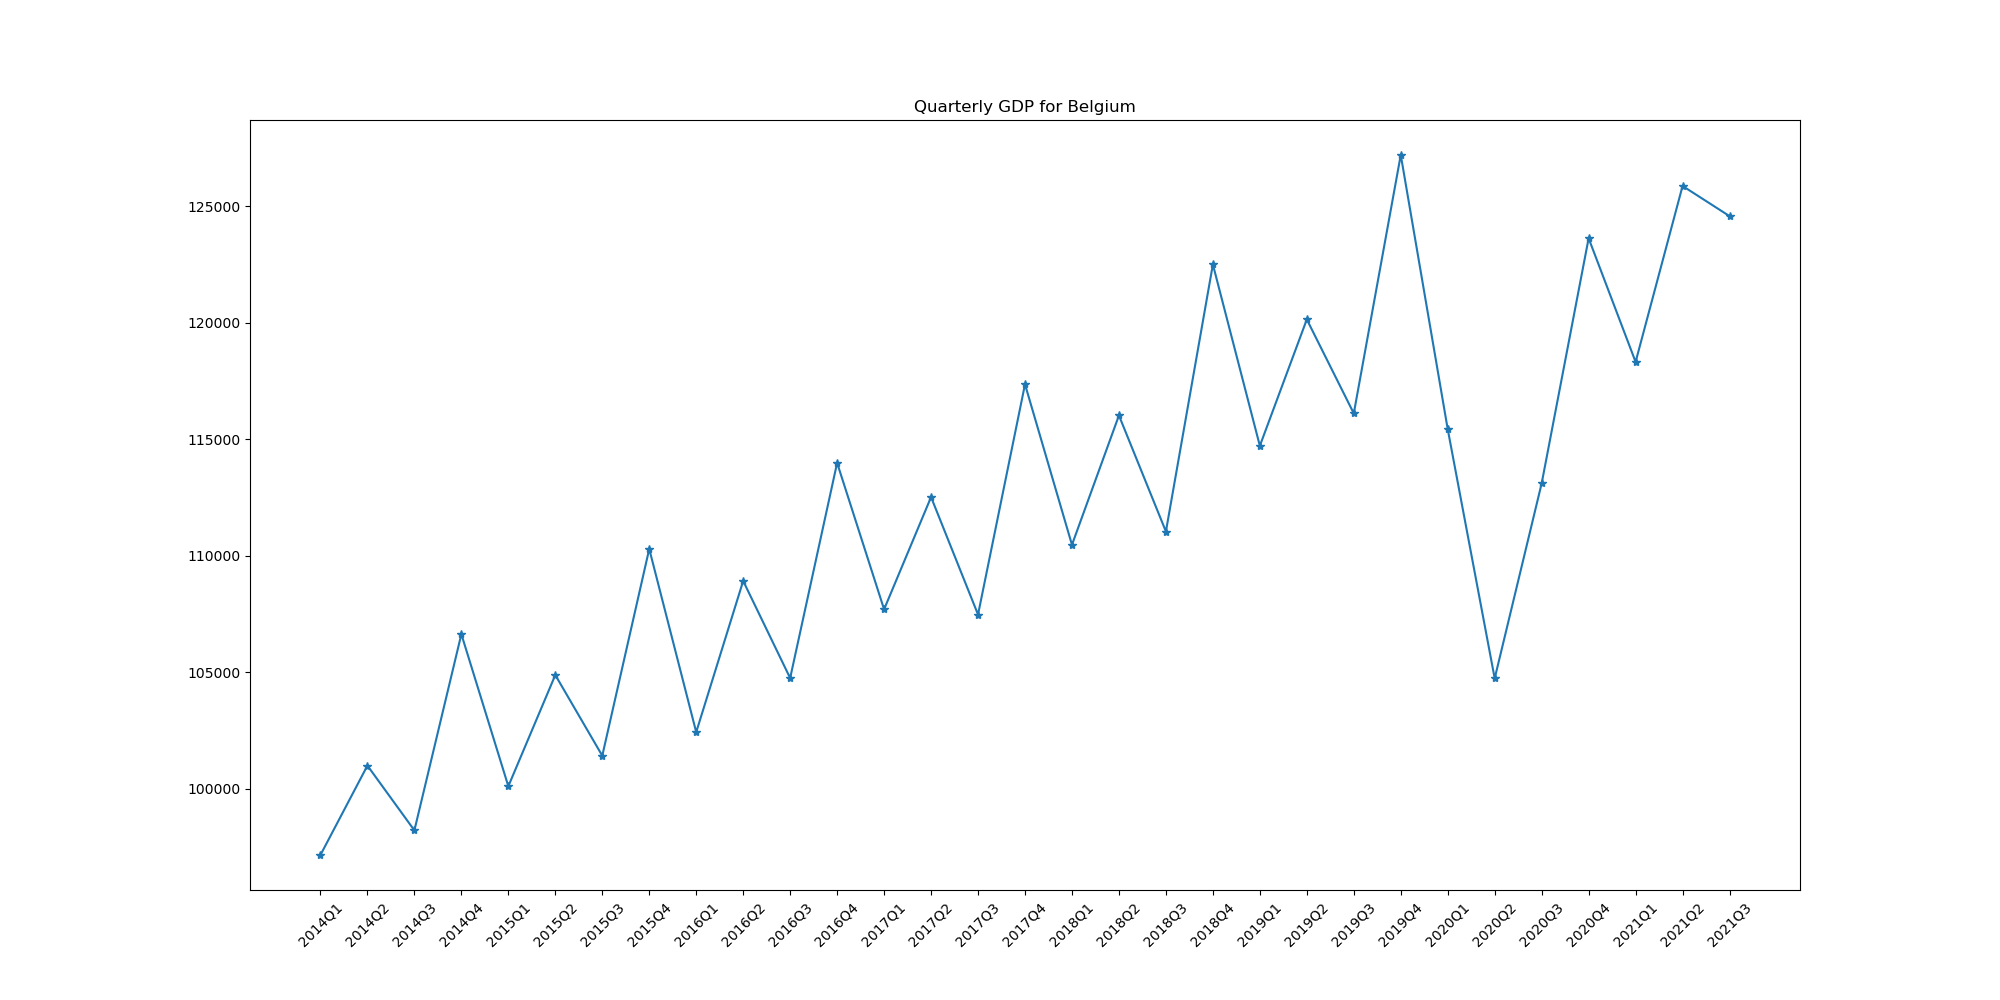 Quarterly GDP for Belgium
125000
120000
115000
110000
105000
100000
2014Q1
2014Q2
2014Q3
2014Q4
2015Q1
2015Q2
2015Q3
2015Q4
2016Q1
2016Q2
2016Q3
2016Q4
2017Q1
2017Q2
2017Q3
2017Q4
2018Q1
2018Q2
2018Q3
2018Q4
2019Q1
2019Q2
2019Q3
2019Q4
2020Q1
2020Q2
2020Q3
2020Q4
2021Q1
2021Q2
2021Q3